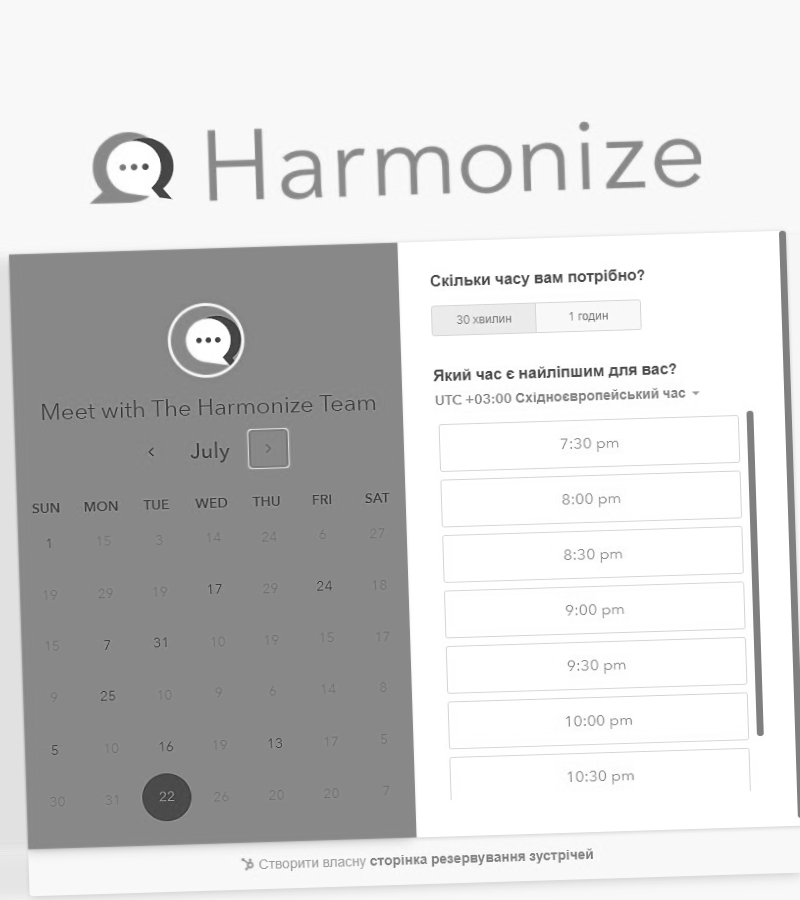 Harmonize
Meet with The Harmonize Team
July
SUN MON TUE WED THU FRI SAT
1 15 3 14 24 6 27
19 29 19 17 29 24 18
15 7 31 10 19 15 17
9 25 10 9 6 14 8
5 10 16 19 13 17 5
30 31 22 26 20 20 7
Скільки часу вам потрібно?
30 хвилин 1 годин
Який час є найліпшим для вас?
UTC +03:00 Східноєвропейський час
7:30 pm
8:00 pm
8:30 pm
9:00 pm
9:30 pm
10:00 pm
10:30 pm
Створити власну сторінка резервування зустрічей